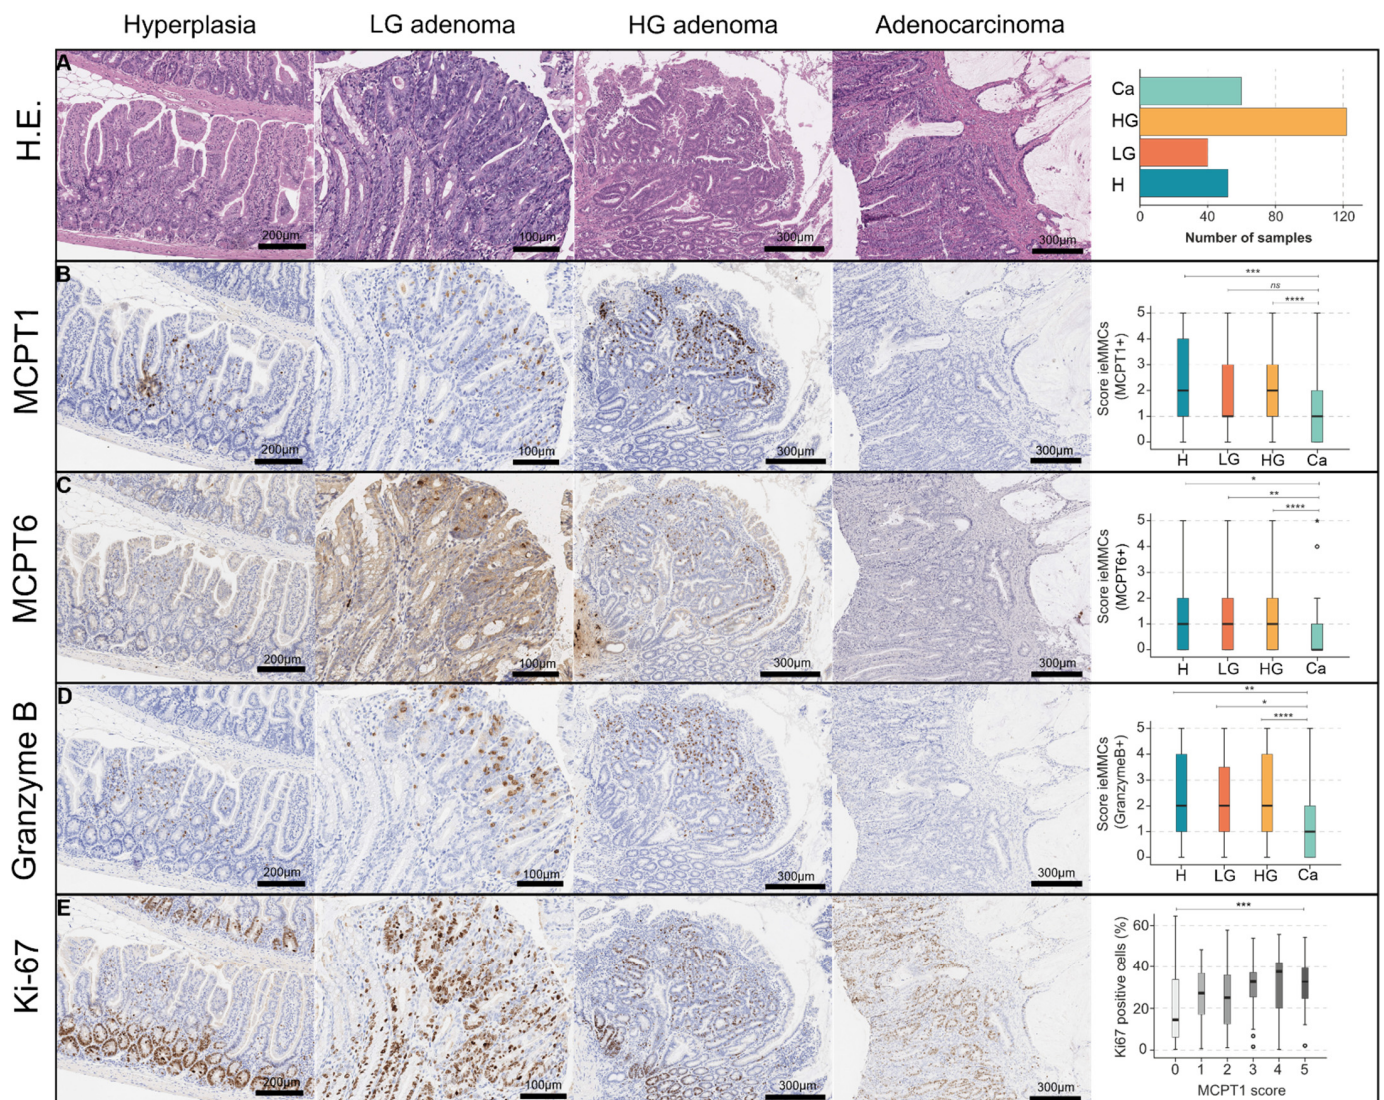 Hyperplasia LG adenoma HG adenoma Adenocarcinoma
A
H.E.
200µm 100µm 300µm 300µm
Ca
HG
LG
H
0 40 80 120
Number of samples
B
MCPT1
200µm 100µm 300µm 300µm
***
ns
****
Score ieMMCs
(MCPT1+)
5
4
3
2
1
0
H LG HG Ca
C
MCPT6
200µm 100µm 300µm 300µm
*
**
****
Score ieMMCs
(MCPT6+)
5
4
3
2
1
0
H LG HG Ca
D
Granzyme B
200µm 100µm 300µm 300µm
**
*
****
Score ieMMCs
(GranzymeB+)
5
4
3
2
1
0
H LG HG Ca
E
Ki-67
200µm 100µm 300µm 300µm
***
Ki67 positive cells (%)
60
40
20
0
0 1 2 3 4 5
MCPT1 score